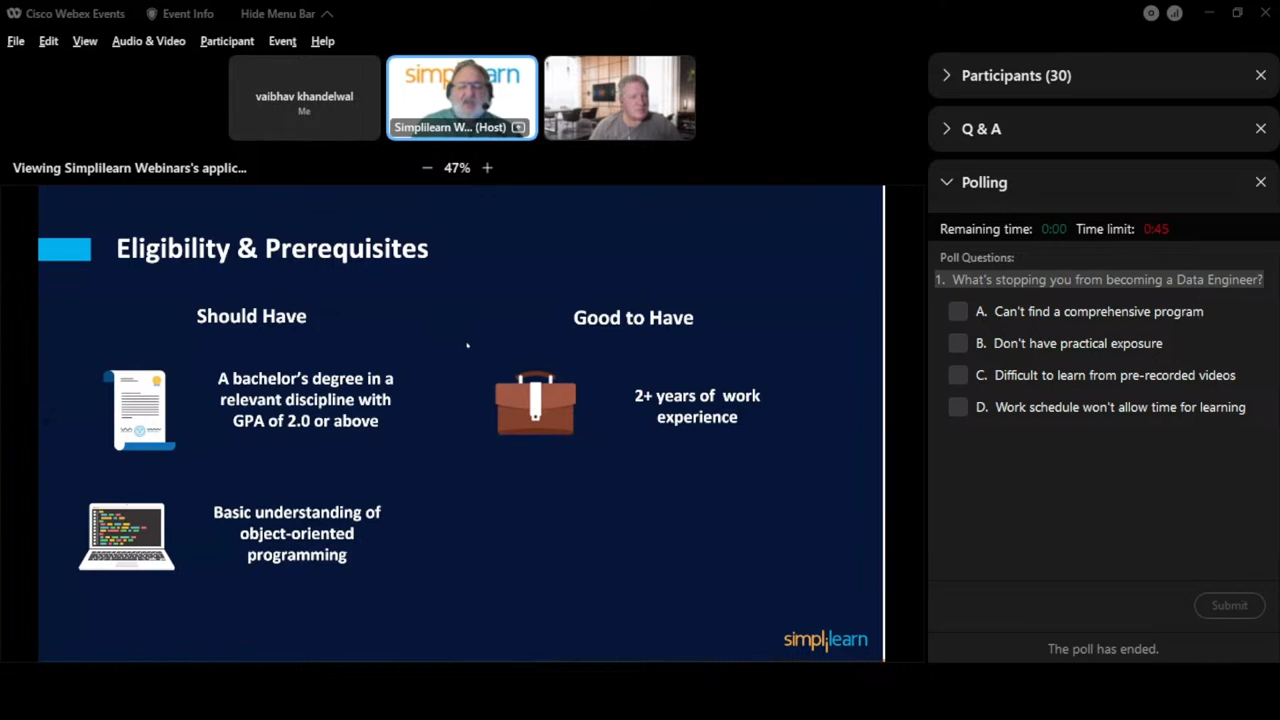 Cisco Webex Events
Event Info
Hide Menu Bar
File Edit View Audio & Video Participant Event Help
vaibhav khandelwal
Me
simplilearn
Simplilearn W... (Host)
Viewing Simplilearn Webinars's applic...
47%
Eligibility & Prerequisites
Should Have
A bachelor's degree in a
relevant discipline with
GPA of 2.0 or above
Basic understanding of
object-oriented
programming
Good to Have
2+ years of work
experience
simplilearn
Participants (30)
Q & A
Polling
Remaining time: 0:00 Time limit: 0:45
Poll Questions:
1. What's stopping you from becoming a Data Engineer?
A. Can't find a comprehensive program
B. Don't have practical exposure
C. Difficult to learn from pre-recorded videos
D. Work schedule won't allow time for learning
Submit
The poll has ended.